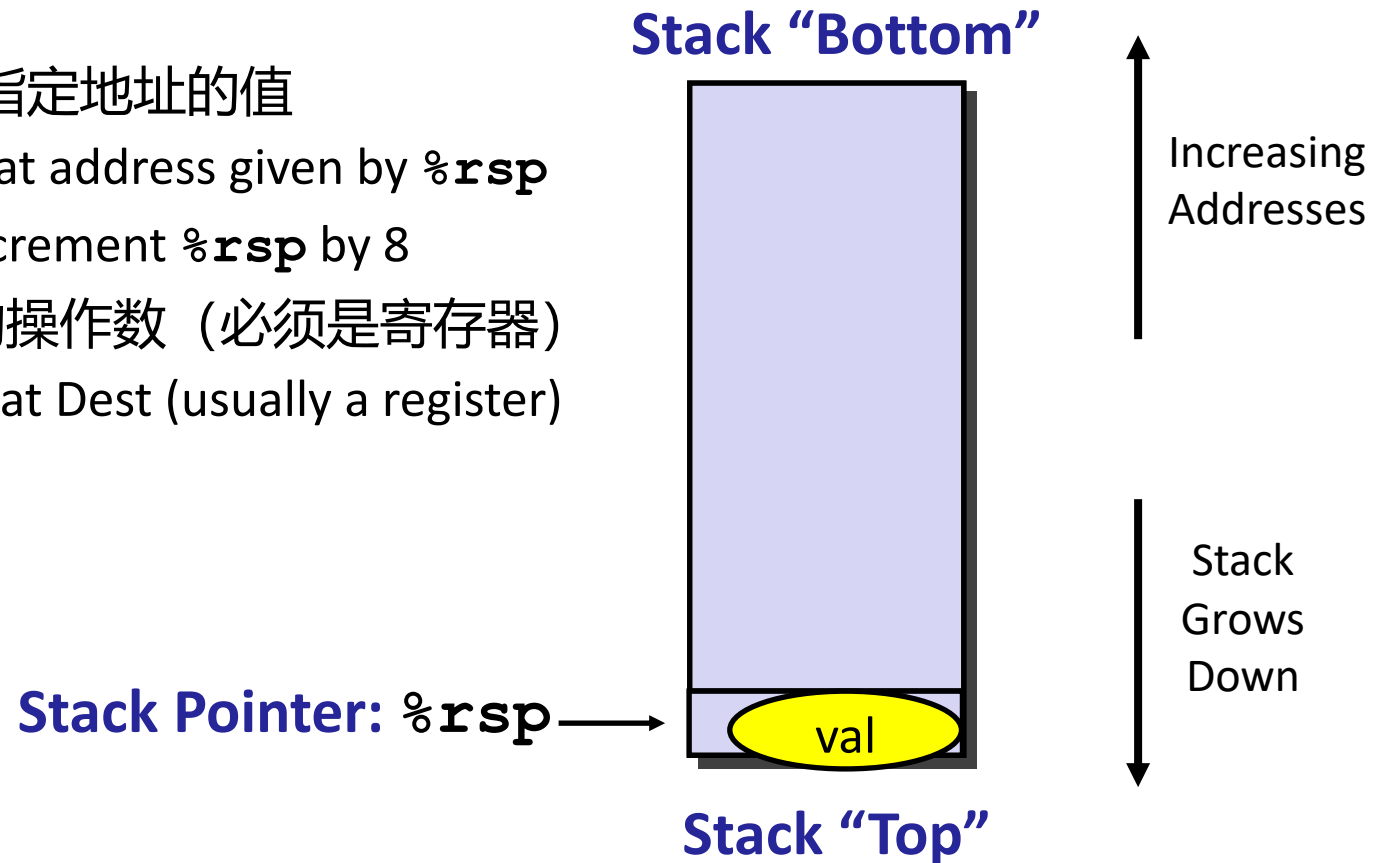 Stack “Bottom”
指定地址的值
at address given by %rsp
crement %rsp by 8
操作数（必须是寄存器）
at Dest (usually a register)
Increasing
Addresses
Stack
Grows
Down
Stack Pointer: %rsp
val
Stack “Top”